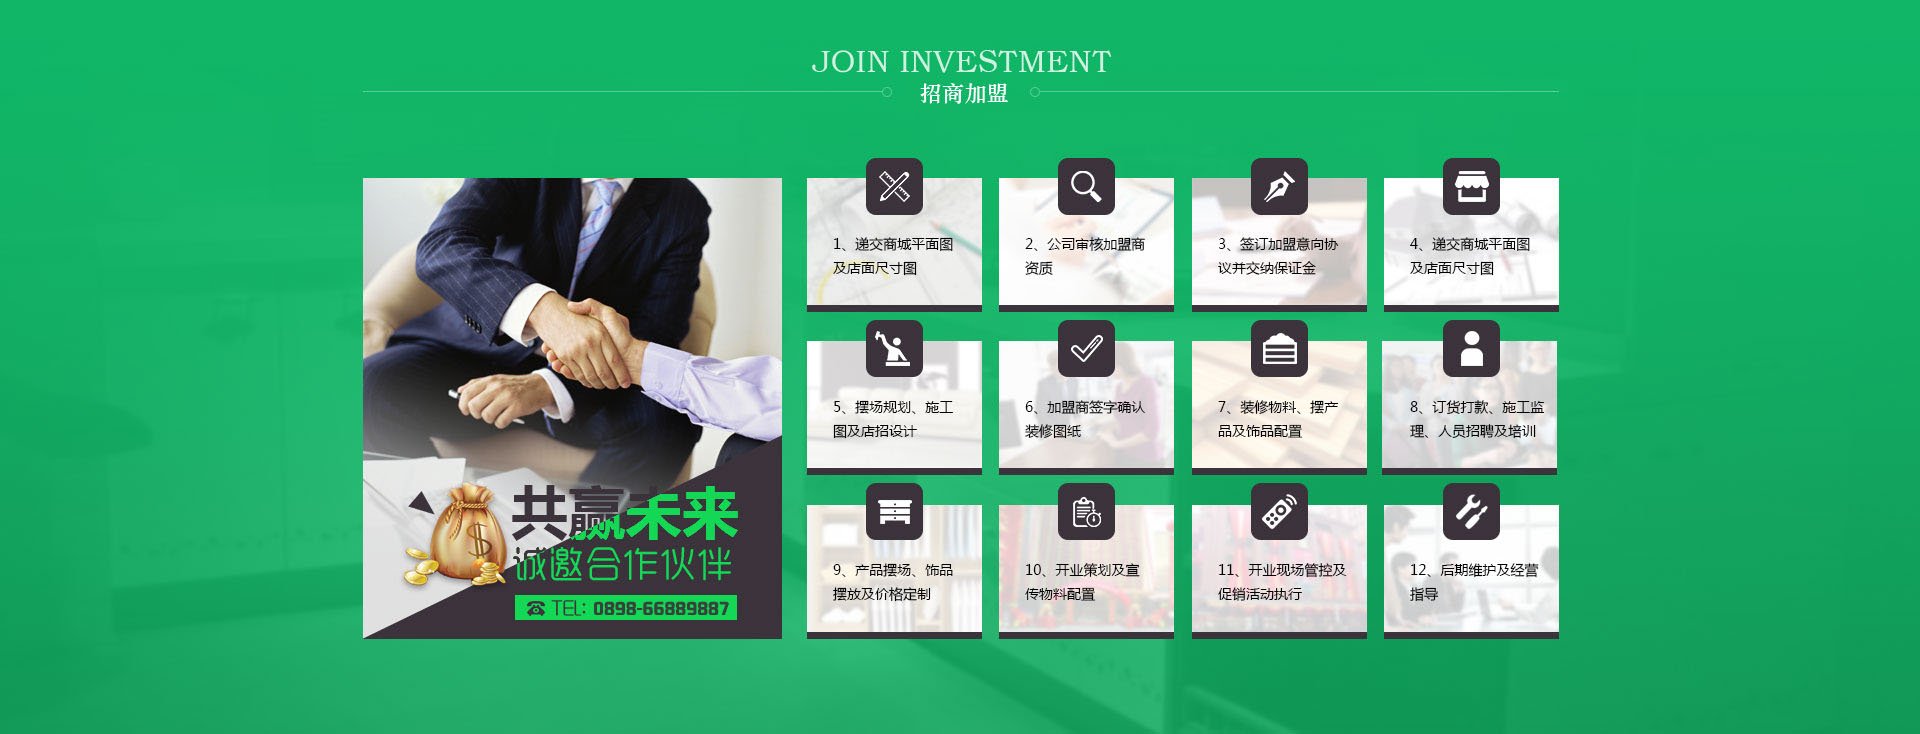 JOIN INVESTMENT
招商加盟
共赢未来
诚邀合作伙伴
TEL: 0898-66889887
1、递交商城平面图
及店面尺寸图
2、公司审核加盟商
资质
3、签订加盟意向协
议并交纳保证金
4、递交商城平面图
及店面尺寸图
5、摆场规划、施工
图及店招设计
6、加盟商签字确认
装修图纸
7、装修物料、摆产
品及饰品配置
8、订货打款、施工监
理、人员招聘及培训
9、产品摆场、饰品
摆放及价格定制
10、开业策划及宣
传物料配置
11、开业现场管控及
促销活动执行
12、后期维护及经营
指导